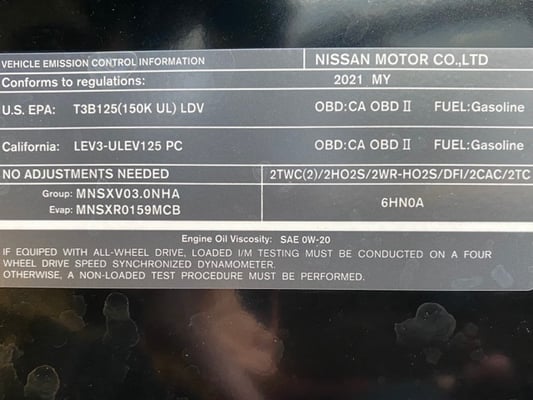 VEHICLE EMISSION CONTROL INFORMATION NISSAN MOTOR CO.,LTD
Conforms to regulations: 2021 MY
U.S. EPA: T3B125(150K UL) LDV OBD:CA OBD II FUEL:Gasoline
California: LEV3-ULEV125 PC OBD:CA OBD II FUEL:Gasoline
NO ADJUSTMENTS NEEDED 2TWC(2)/2HO2S/2WR-HO2S/DFI/2CAC/2TC
Group: MNSXV03.0NHA
Evap: MNSXR0159MCB
6HN0A
Engine Oil Viscosity: SAE 0W-20
IF EQUIPED WITH ALL-WHEEL DRIVE, LOADED I/M TESTING MUST BE CONDUCTED ON A FOUR
WHEEL DRIVE SPEED SYNCHRONIZED DYNAMOMETER.
OTHERWISE, A NON-LOADED TEST PROCEDURE MUST BE PERFORMED.